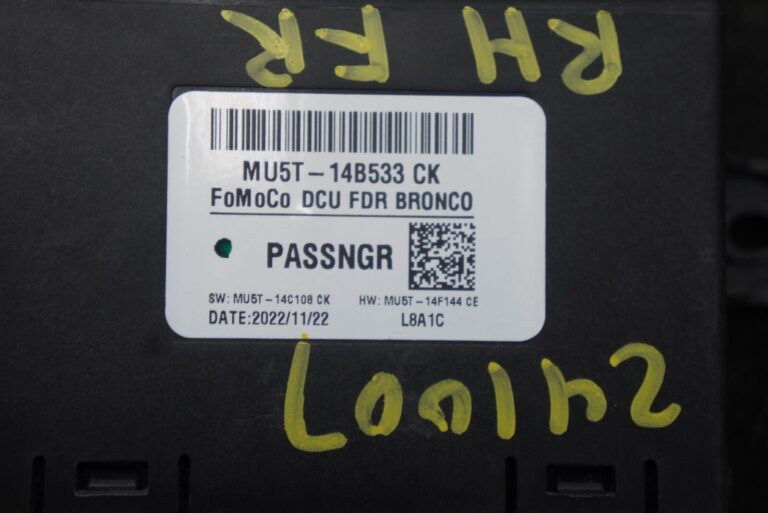 RH FR
MU5T-14B533 CK
FoMoCo DCU FDR BRONCO
PASSNGR
SW: MU5T-14C108 CK HW: MU5T-14F144 CE
DATE:2022/11/22 L8A1C
241007